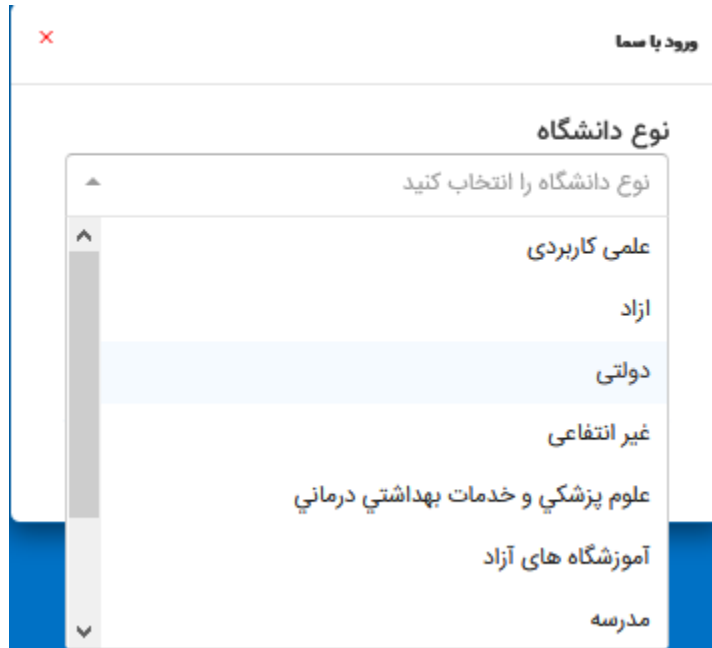 ورود با سما
نوع دانشگاه
نوع دانشگاه را انتخاب کنید
علمی کاربردی
ازاد
دولتی
غیر انتفاعی
علوم پزشکي و خدمات بهداشتي درماني
آموزشگاه های آزاد
مدرسه